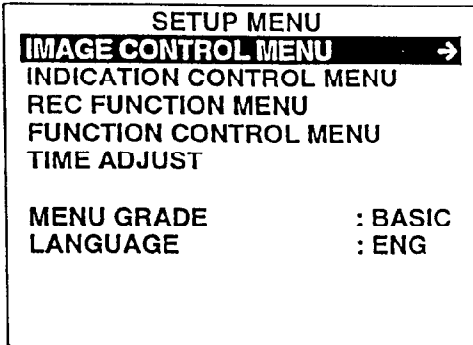 SETUP MENU
IMAGE CONTROL MENU →
INDICATION CONTROL MENU
REC FUNCTION MENU
FUNCTION CONTROL MENU
TIME ADJUST
MENU GRADE : BASIC
LANGUAGE : ENG